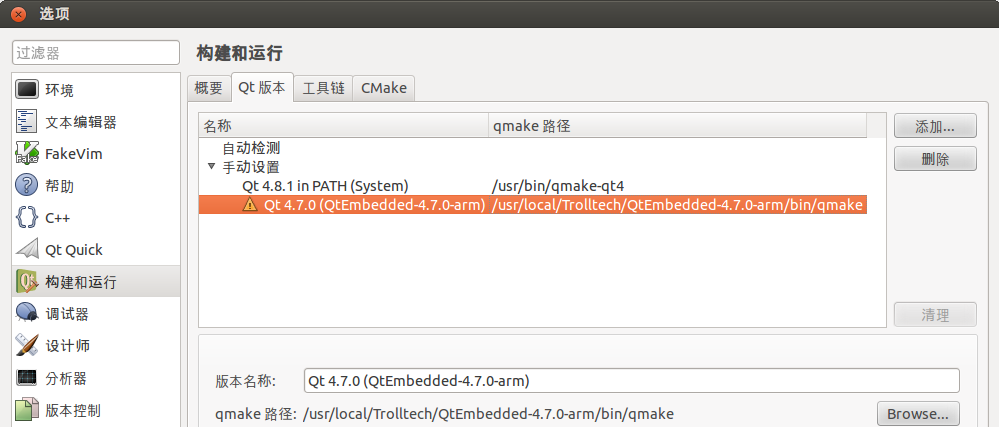 选项
过滤器
环境
文本编辑器
FakeVim
帮助
C++
Qt Quick
构建和运行
调试器
设计师
分析器
版本控制
构建和运行
概要 Qt 版本 工具链 CMake
名称 qmake 路径
自动检测
手动设置
Qt 4.8.1 in PATH (System) /usr/bin/qmake-qt4
Qt 4.7.0 (QtEmbedded-4.7.0-arm) /usr/local/Trolltech/QtEmbedded-4.7.0-arm/bin/qmake
添加...
删除
清理
版本名称: Qt 4.7.0 (QtEmbedded-4.7.0-arm)
qmake 路径: /usr/local/Trolltech/QtEmbedded-4.7.0-arm/bin/qmake Browse...